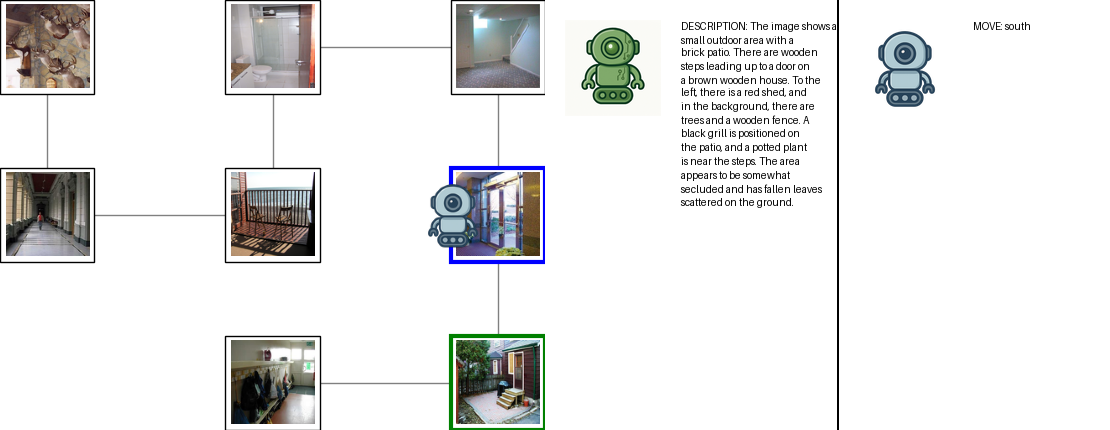 DESCRIPTION: The image shows a
small outdoor area with a
brick patio. There are wooden
steps leading up to a door on
a brown wooden house. To the
left, there is a red shed, and
in the background, there are
trees and a wooden fence. A
black grill is positioned on
the patio, and a potted plant
is near the steps. The area
appears to be somewhat
secluded and has fallen leaves
scattered on the ground.
MOVE: south